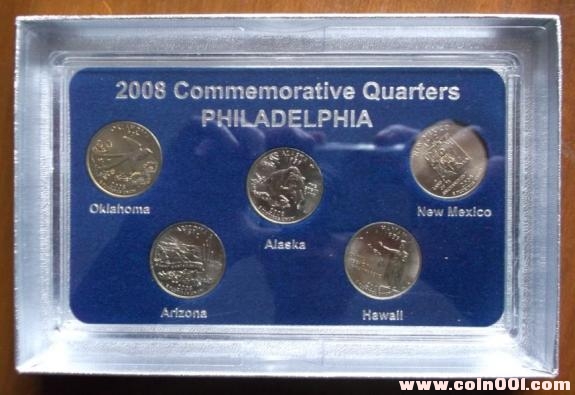 2008 Commemorative Quarters
PHILADELPHIA
Oklahoma
Alaska
New Mexico
Arizona
Hawaii
www.coin001.com